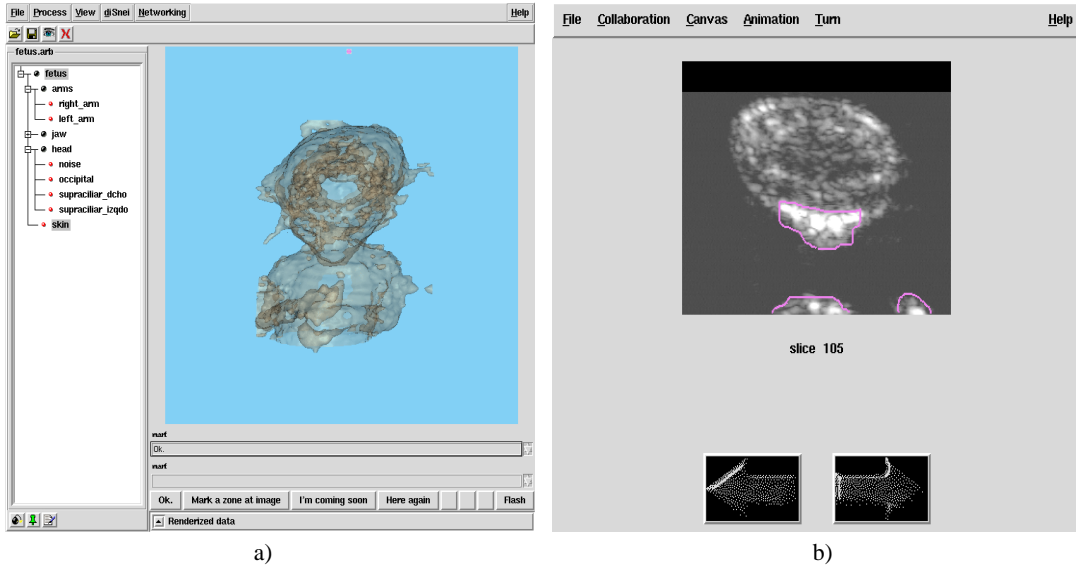 File Process View diSnei Networking Help
fetus.arb
fetus
arms
right_arm
left_arm
jaw
head
noise
occipital
supraciliar_dcho
supraciliar_izqdo
skin
marf
Ok.
marf
Ok. Mark a zone at image I'm coming soon Here again Flash
Renderized data
a)
File Collaboration Canvas Animation Turn Help
slice 105
b)